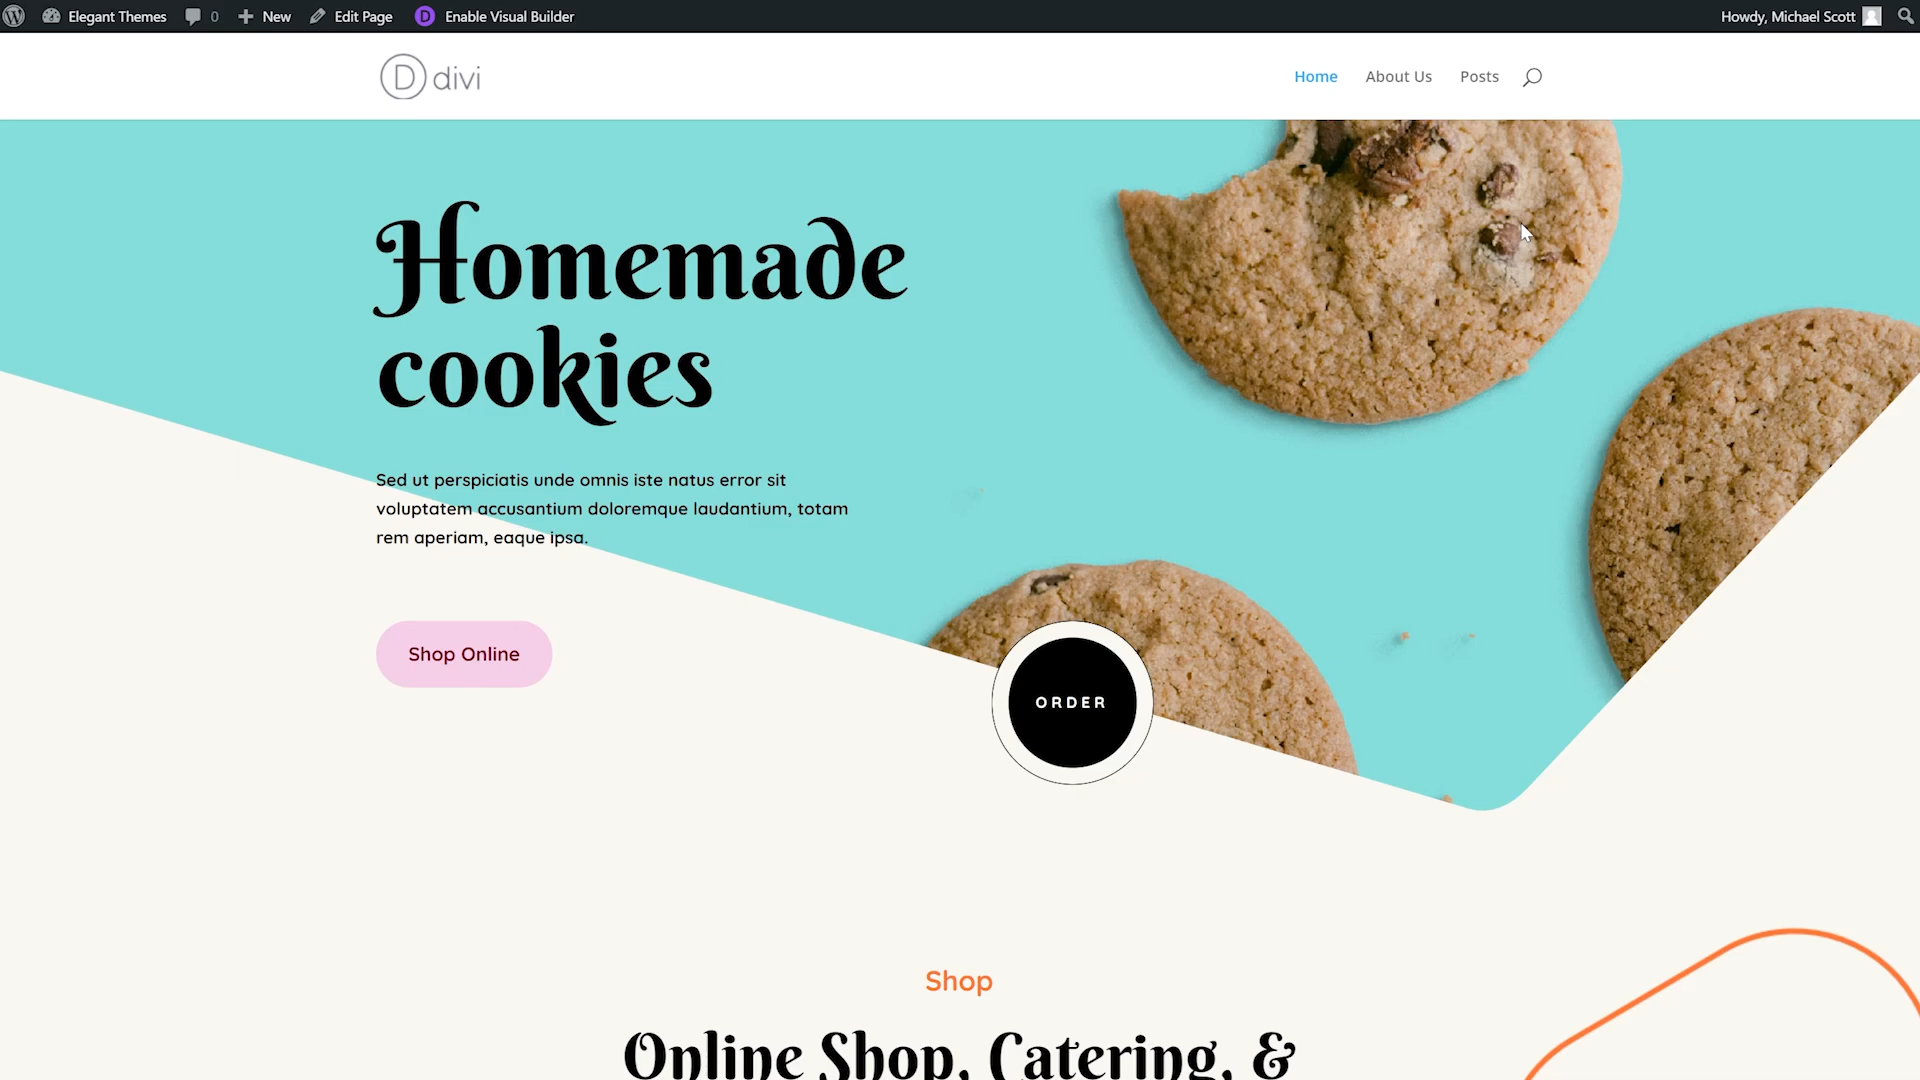 Elegant Themes 0 New Edit Page D Enable Visual Builder Howdy, Michael Scott
D divi Home About Us Posts
Homemade
cookies
Sed ut perspiciatis unde omnis iste natus error sit
voluptatem accusantium doloremque laudantium, totam
rem aperiam, eaque ipsa.
Shop Online
ORDER
Shop
Online Shop, Catering, &